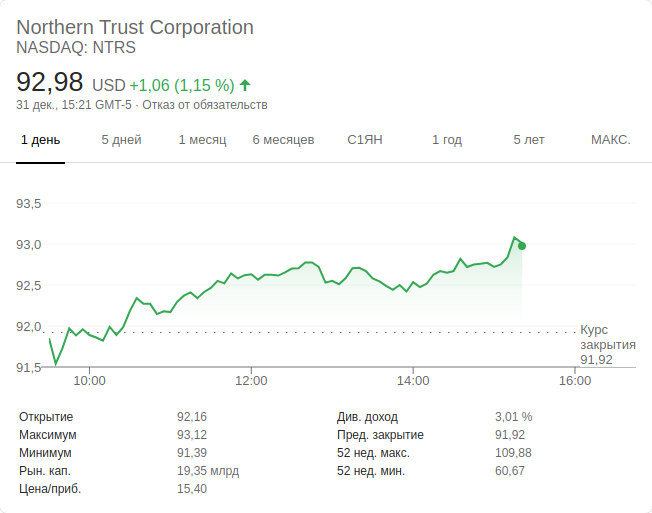 Northern Trust Corporation
NASDAQ: NTRS
92,98 USD +1,06 (1,15 %)
31 дек., 15:21 GMT-5 · Отказ от обязательств
1 день 5 дней 1 месяц 6 месяцев С1ЯН 1 год 5 лет МАКС.
93,5
93,0
92,5
92,0
Курс
закрытия
91,92
91,5
10:00 12:00 14:00 16:00
Открытие 92,16 Див. доход 3,01 %
Максимум 93,12 Пред. закрытие 91,92
Минимум 91,39 52 нед. макс. 109,88
Рын. кап. 19,35 млрд 52 нед. мин. 60,67
Цена/приб. 15,40